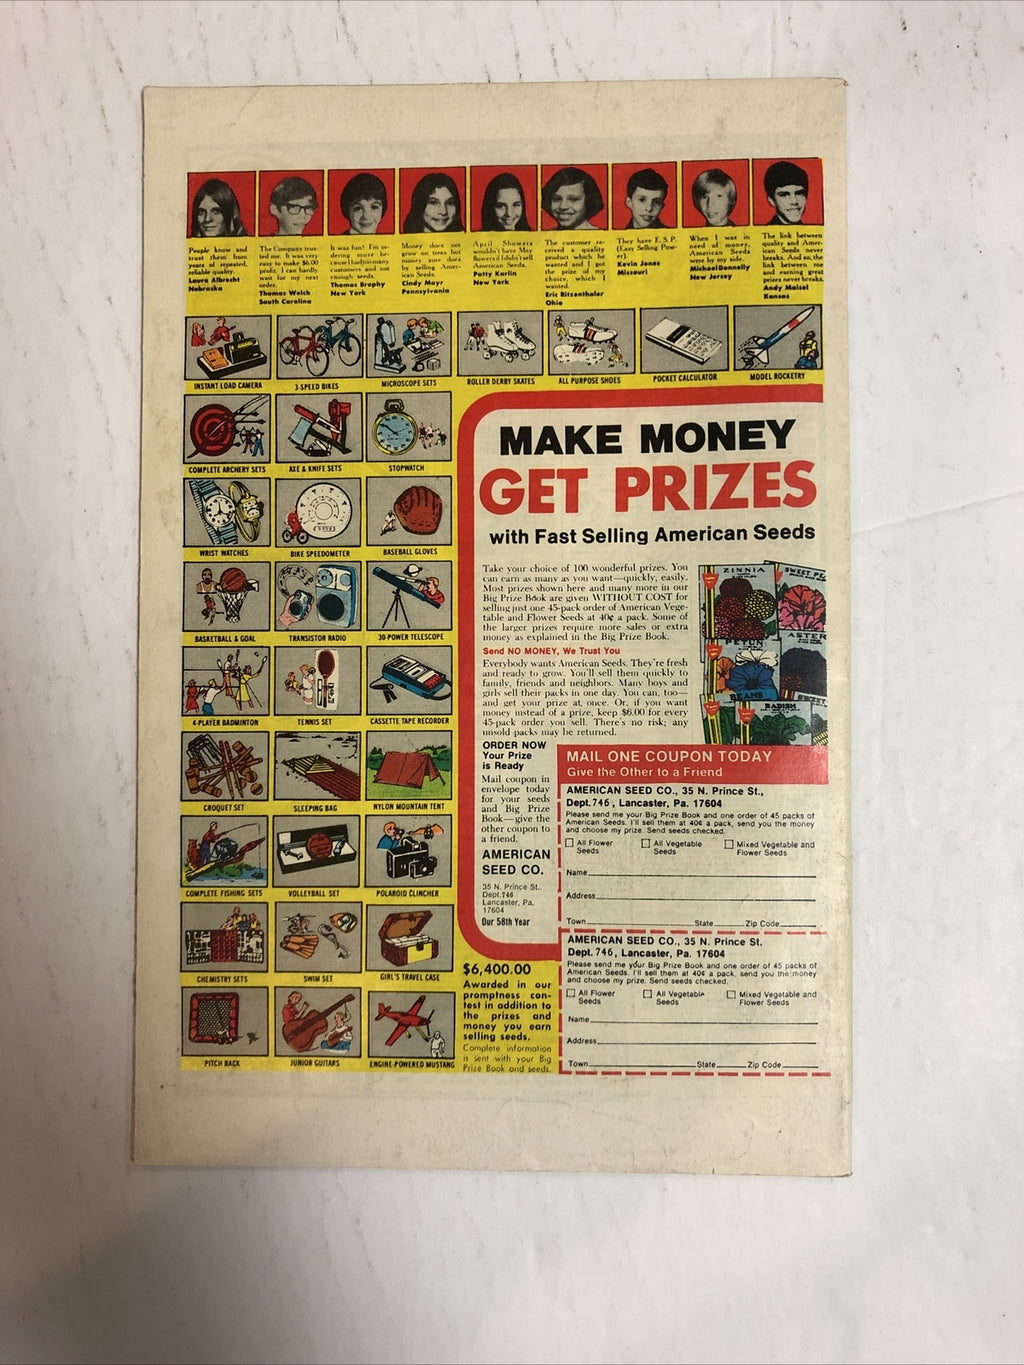 People know and
trust them from
years of repeated,
reliable quality.
Laura Albrecht
Nebraska
The Company trus-
ted me. It was very
easy to make $6.00
profit. I can hardly
wait for my next
order.
Thomas Welch
South Carolina
It was fun! I'm or-
dering more be-
cause I had too many
customers and not
enough seeds.
Thomas Brophy
New York
Money does not
grow on trees but
money sure does
by selling Amer-
ican Seeds.
Cindy Mayr
Pennsylvania
April Showers
wouldn't have May
flowers if I didn't sell
American Seeds.
Patty Karlin
New York
The customer re-
ceived a quality
product which he
wanted and I got
the prize of my
choice, which I
wanted.
Eric Ritzenthaler
Ohio
They have E.S.P.
(Easy Selling Pow-
er).
Kevin Jones
Missouri
When I was in
need of money,
American Seeds
were by my side.
Michael Donnelly
New Jersey
The link between
quality and Amer-
ican Seeds never
breaks. And so, the
link between me
and earning great
prizes never breaks.
Andy Maisel
Kansas
INSTANT LOAD CAMERA
3-SPEED BIKES
MICROSCOPE SETS
ROLLER DERBY SKATES
ALL PURPOSE SHOES
POCKET CALCULATOR
MODEL ROCKETRY
COMPLETE ARCHERY SETS
AXE & KNIFE SETS
STOPWATCH
WRIST WATCHES
BIKE SPEEDOMETER
BASEBALL GLOVES
BASKETBALL & GOAL
TRANSISTOR RADIO
30-POWER TELESCOPE
4-PLAYER BADMINTON
TENNIS SET
CASSETTE TAPE RECORDER
CROQUET SET
SLEEPING BAG
NYLON MOUNTAIN TENT
COMPLETE FISHING SETS
VOLLEYBALL SET
POLAROID CLINCHER
CHEMISTRY SETS
SWIM SET
GIRL'S TRAVEL CASE
PITCH BACK
JUNIOR GUITARS
ENGINE-POWERED MUSTANG
MAKE MONEY
GET PRIZES
with Fast Selling American Seeds
Take your choice of 100 wonderful prizes. You
can earn as many as you want—quickly, easily.
Most prizes shown here and many more in our
Big Prize Book are given WITHOUT COST for
selling just one 45-pack order of American Vege-
table and Flower Seeds at 40¢ a pack. Some of
the larger prizes require more sales or extra
money as explained in the Big Prize Book.
Send NO MONEY, We Trust You
Everybody wants American Seeds. They're fresh
and ready to grow. You'll sell them quickly to
family, friends and neighbors. Many boys and
girls sell their packs in one day. You can, too—
and get your prize at once. Or, if you want
money instead of a prize, keep $6.00 for every
45-pack order you sell. There's no risk; any
unsold packs may be returned.
ZINNIA
SWEET PE
ASTER
PETUN
BEANS
SWEET
RADISH
ORDER NOW
Your Prize
is Ready
Mail coupon in
envelope today
for your seeds
and Big Prize
Book—give the
other coupon to
a friend.
AMERICAN
SEED CO.
35 N. Prince St.,
Dept. 746
Lancaster, Pa.
17604
Our 58th Year
MAIL ONE COUPON TODAY
Give the Other to a Friend
AMERICAN SEED CO., 35 N. Prince St.,
Dept. 746, Lancaster, Pa. 17604
Please send me your Big Prize Book and one order of 45 packs of
American Seeds. I'll sell them at 40¢ a pack, send you the money
and choose my prize. Send seeds checked.
All Flower
Seeds
All Vegetable
Seeds
Mixed Vegetable and
Flower Seeds
Name
Address
Town State Zip Code
AMERICAN SEED CO., 35 N. Prince St.
Dept. 746, Lancaster, Pa. 17604
Please send me your Big Prize Book and one order of 45 packs of
American Seeds. I'll sell them at 40¢ a pack, send you the money
and choose my prize. Send seeds checked.
All Flower
Seeds
All Vegetable
Seeds
Mixed Vegetable and
Flower Seeds
Name
Address
Town State Zip Code
$6,400.00
Awarded in our
promptness con-
test in addition to
the prizes and
money you earn
selling seeds.
Complete information
is sent with your Big
Prize Book and seeds.